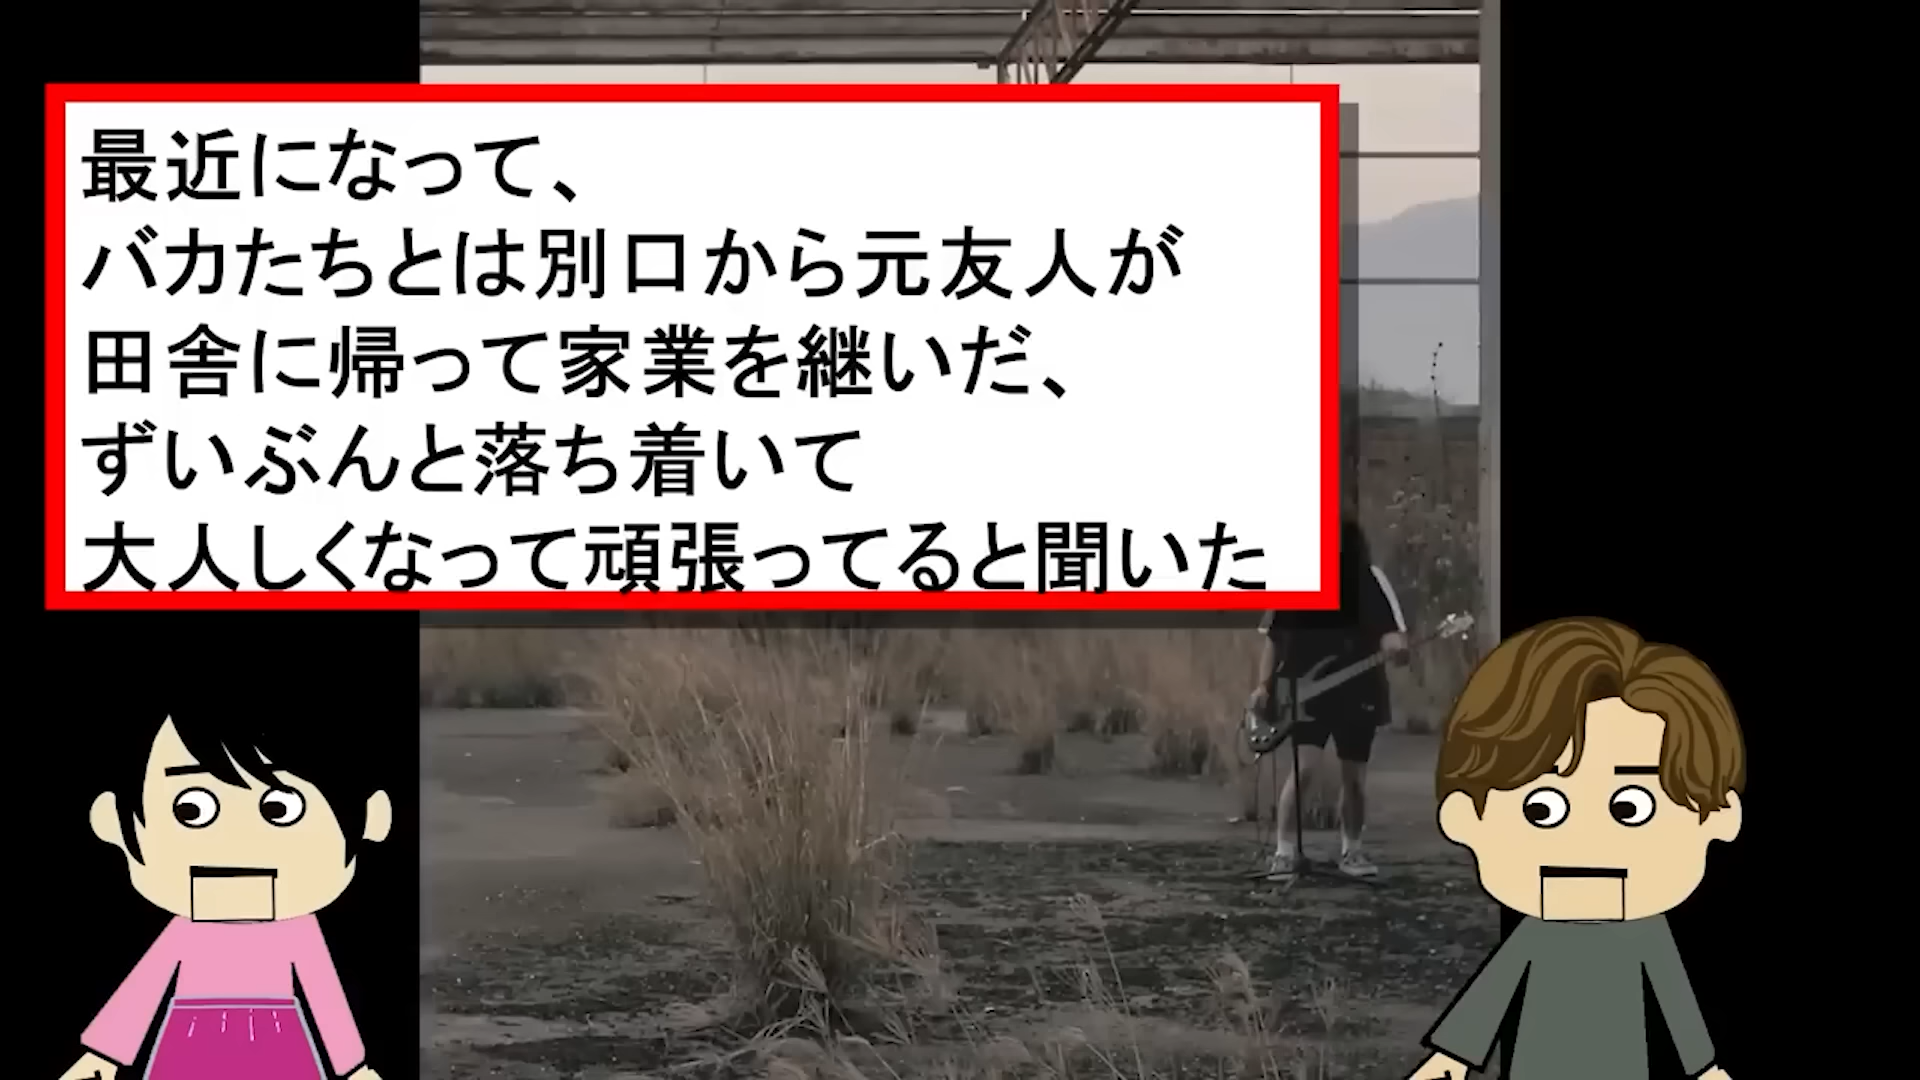 最近になって、
バカたちとは別口から元友人が
田舎に帰って家業を継いだ、
ずいぶんと落ち着いて
大人しくなって頑張ってると聞いた